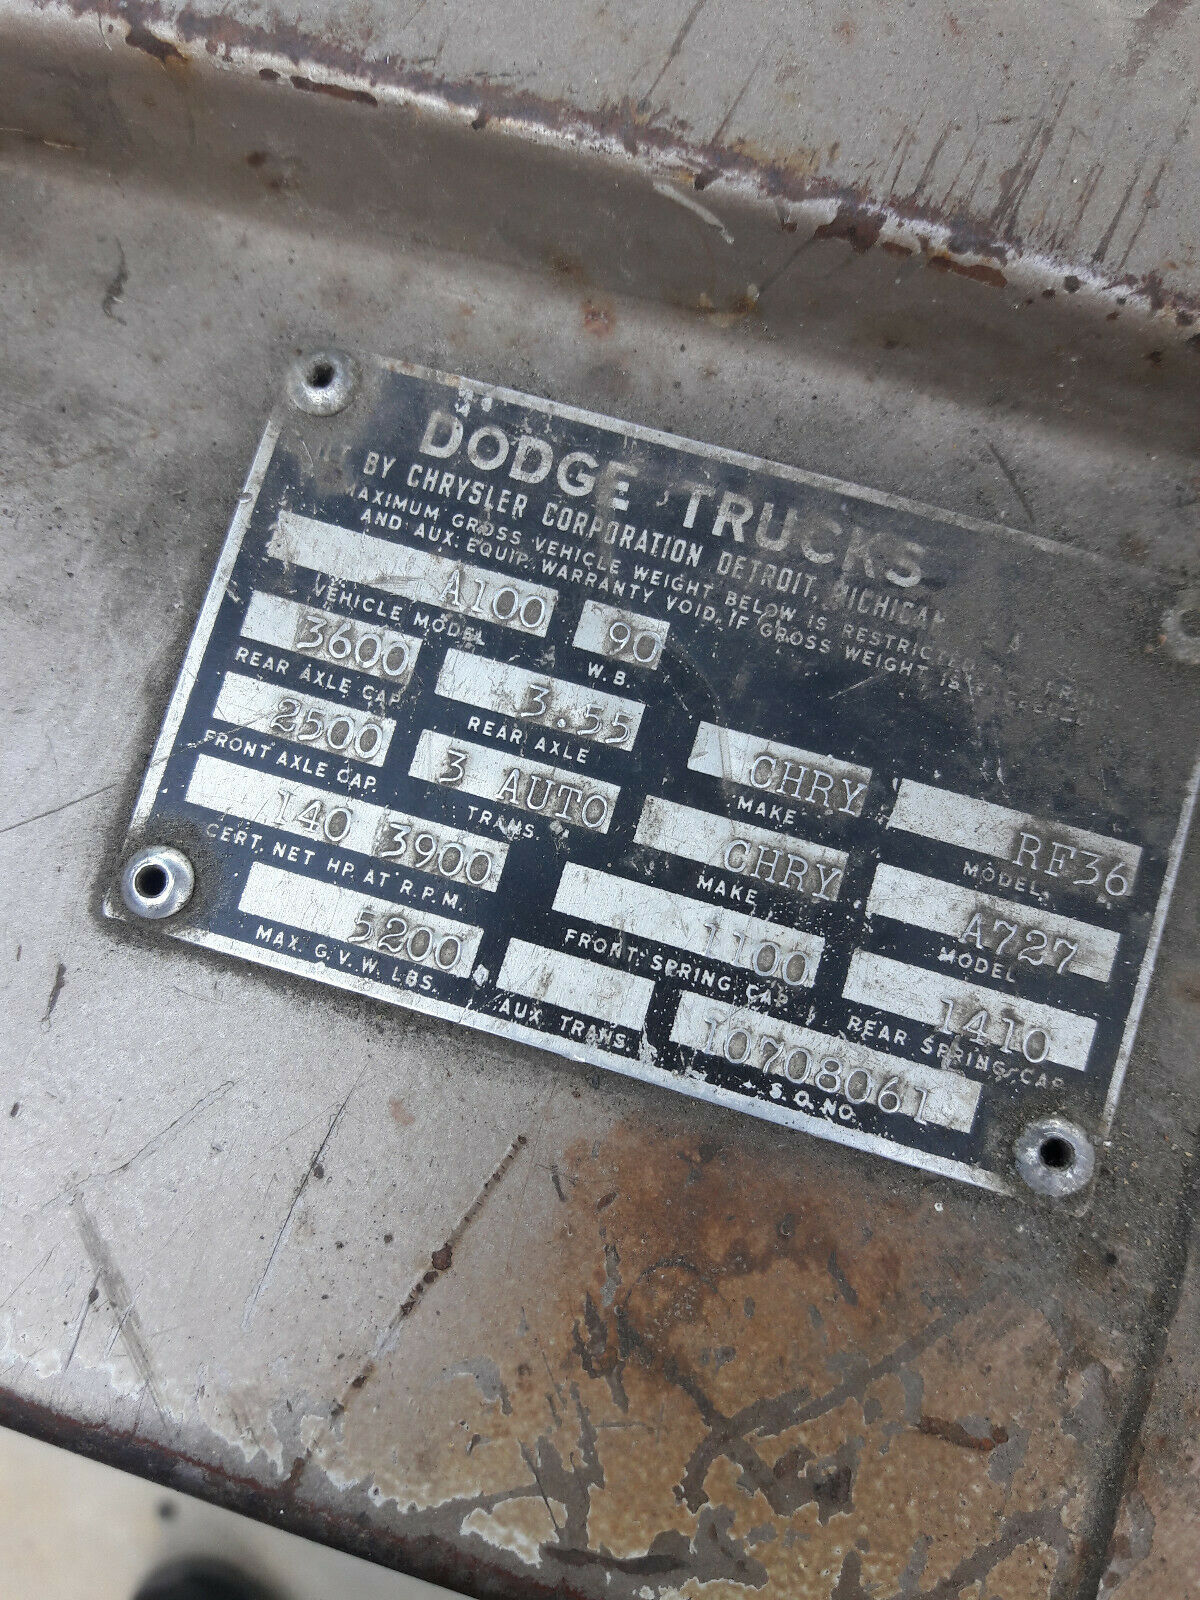 DODGE TRUCKS
BY CHRYSLER CORPORATION DETROIT, MICHIGAN
MAXIMUM GROSS VEHICLE WEIGHT BELOW IS RESTRICTED
AND AUX. EQUIP. WARRANTY VOID, IF GROSS WEIGHT IS
A100 90
VEHICLE MODEL W.B.
3600 3.55 CHRY RF36
REAR AXLE CAP. REAR AXLE MAKE MODEL
2500 3 AUTO CHRY A727
FRONT AXLE CAP. TRANS. MAKE MODEL
140 3900 1100 1410
CERT. NET HP. AT R.P.M. FRONT SPRING CAP. REAR SPRING CAP.
5200 10708061
MAX. G.V.W. LBS. AUX. TRANS. S.O. NO.